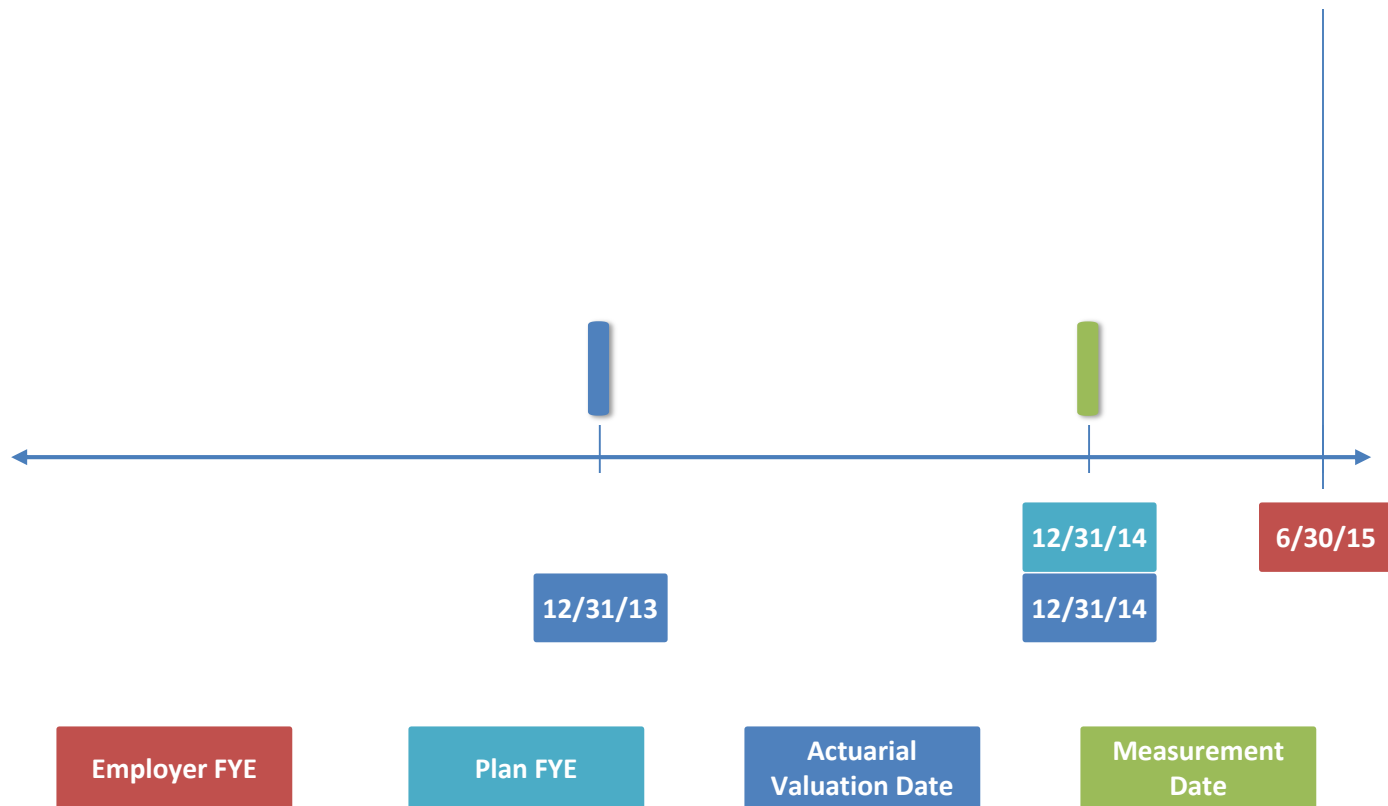 12/31/14
6/30/15
12/31/13
12/31/14
Employer FYE
Plan FYE
Actuarial
Valuation Date
Measurement
Date